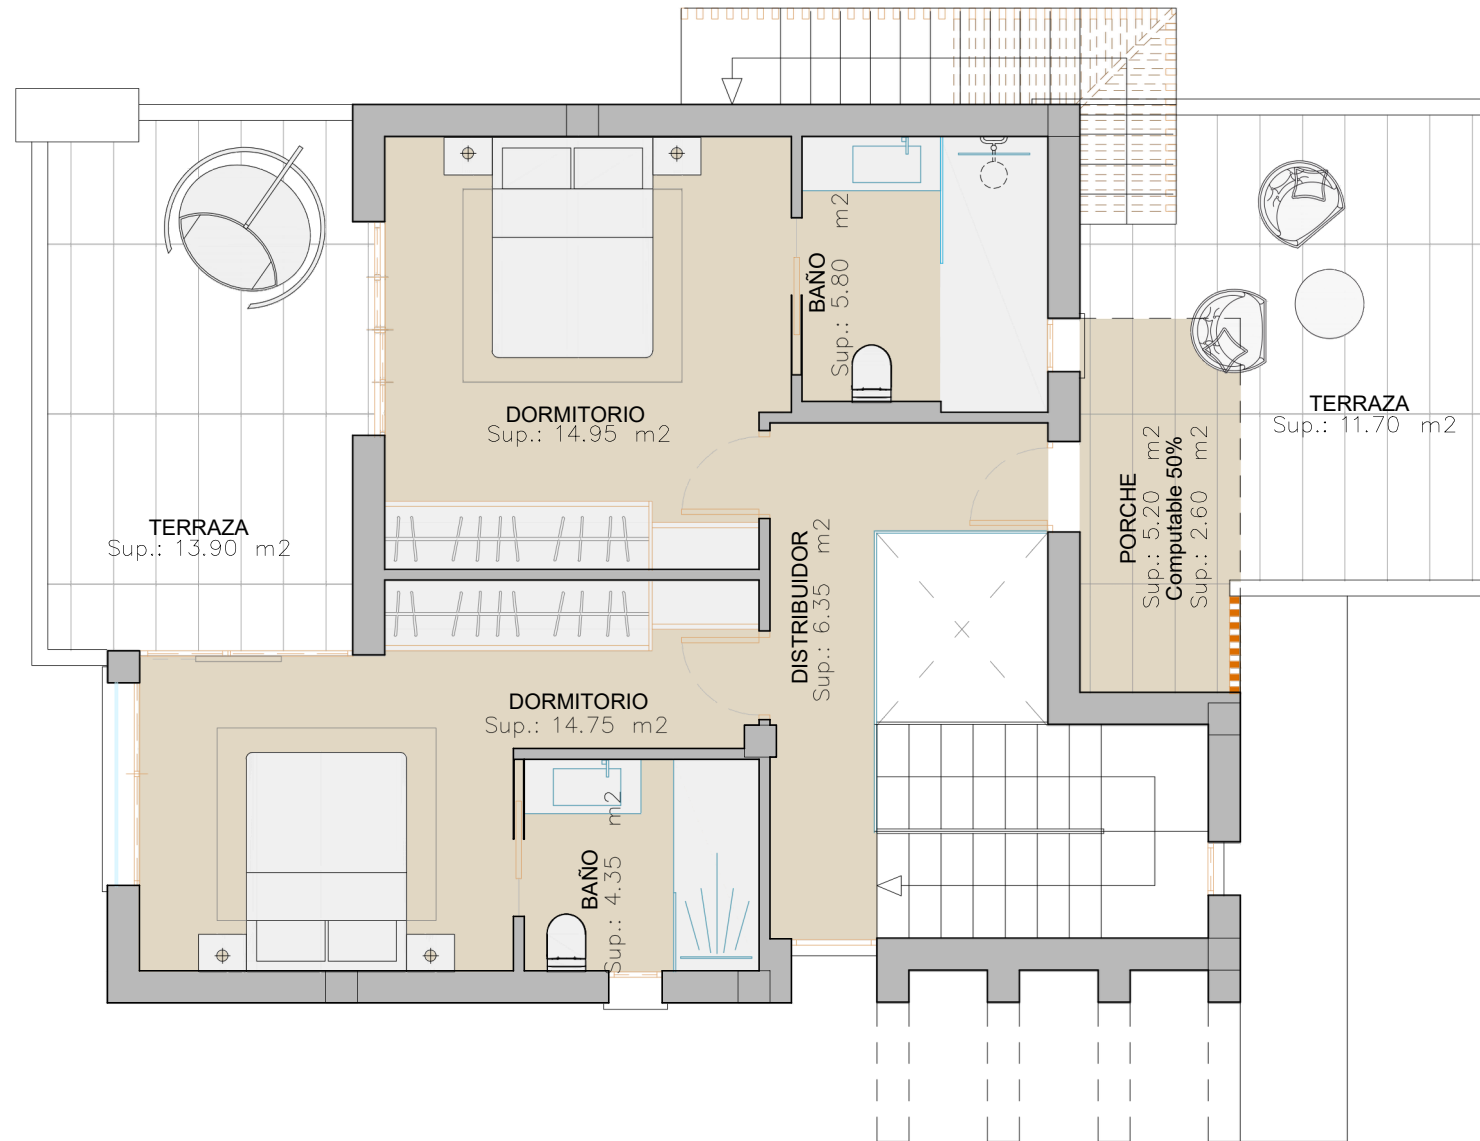 BAÑO
Sup.: 5.80 m2
DORMITORIO
Sup.: 14.95 m2
TERRAZA
Sup.: 11.70 m2
PORCHE
Sup.: 5.20 m2
Computable 50%
Sup.: 2.60 m2
TERRAZA
Sup.: 13.90 m2
DISTRIBUIDOR
Sup.: 6.35 m2
DORMITORIO
Sup.: 14.75 m2
BAÑO
Sup.: 4.35 m2